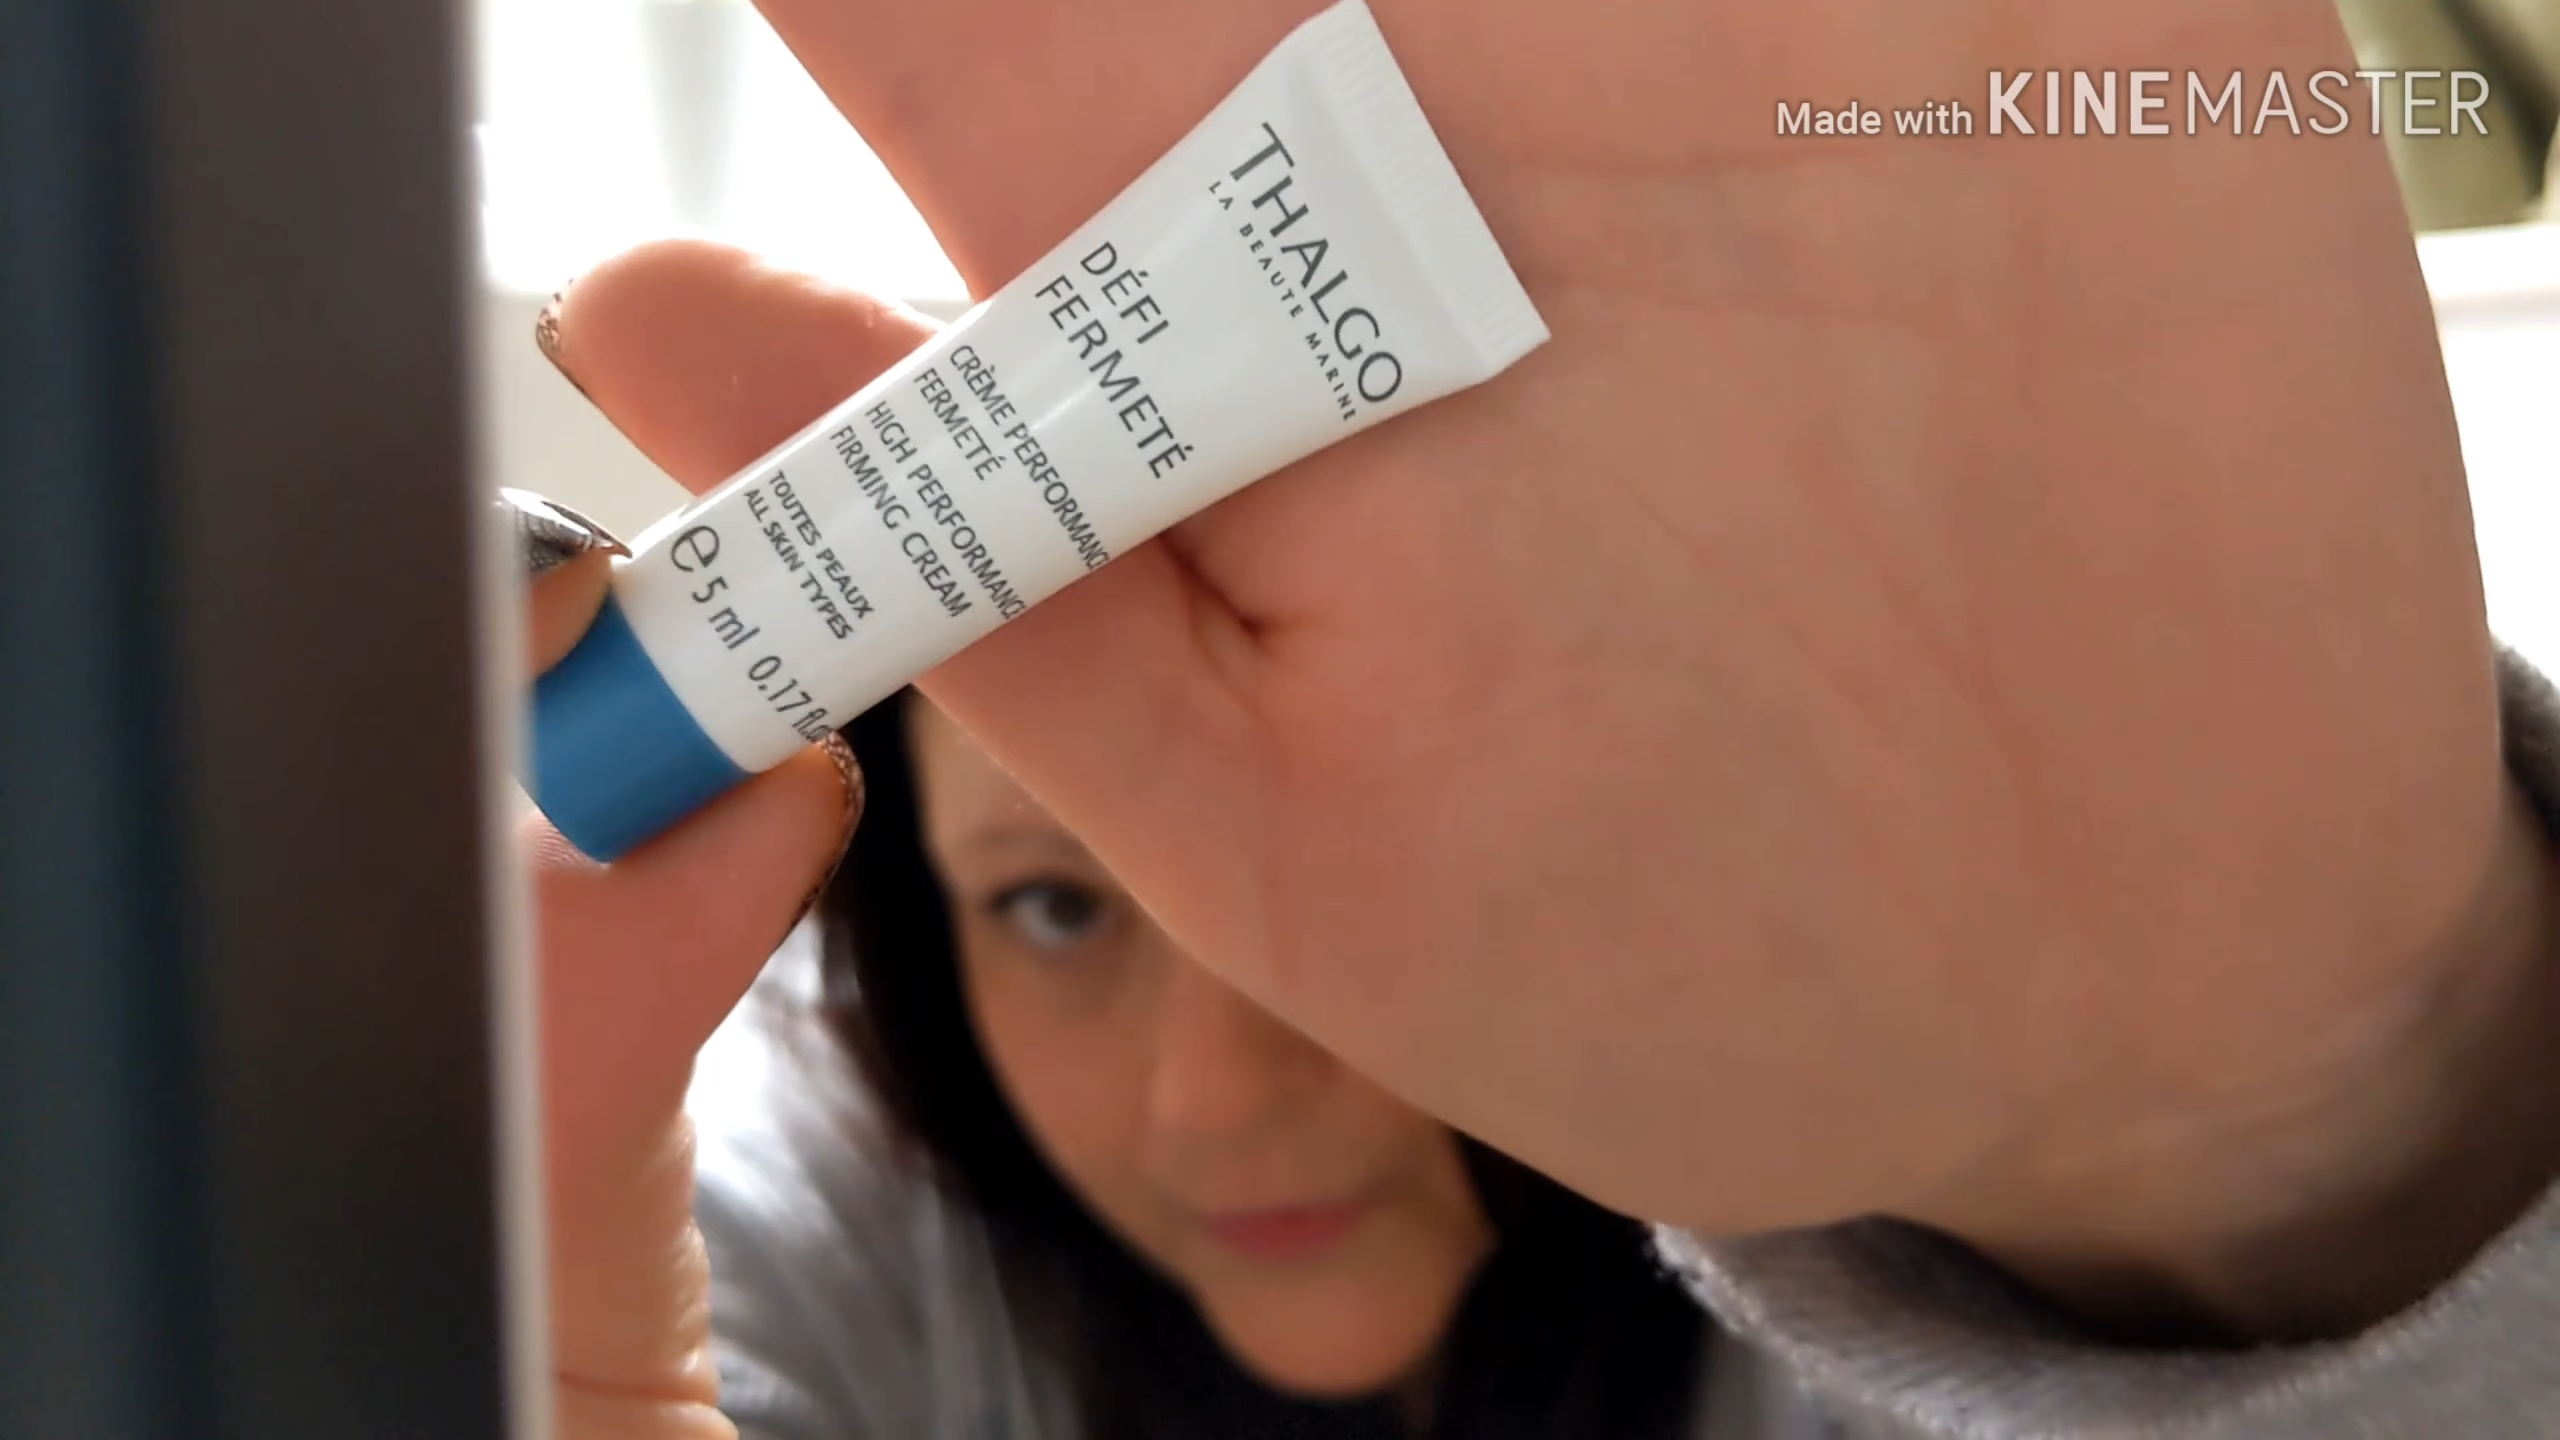 Made with KINEMASTER
THALGO
LA BEAUTE MARINE
DÉFI
FERMETÉ
CRÈME PERFORMANCE
FERMETÉ
HIGH PERFORMANCE
FIRMING CREAM
TOUTES PEAUX
ALL SKIN TYPES
e 5 ml 0.17 fl.o